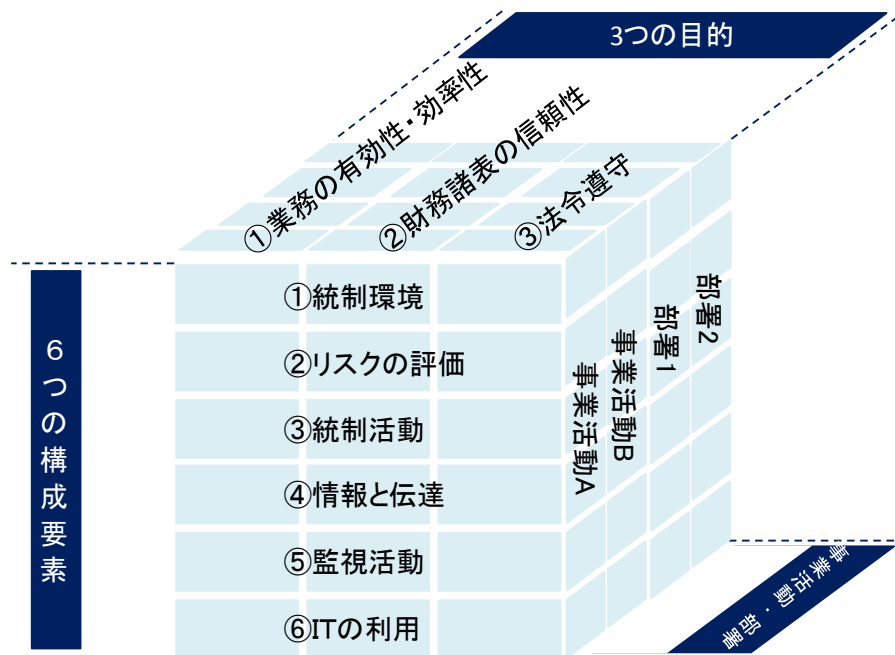 3つの目的
①業務の有効性・効率性
②財務諸表の信頼性
③法令遵守
6つの構成要素
①統制環境
②リスクの評価
③統制活動
④情報と伝達
⑤監視活動
⑥ITの利用
事業活動A
事業活動B
部署1
部署2
事業活動・部署